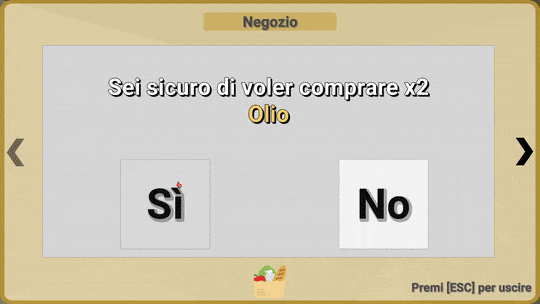 Negozio
Sei sicuro di voler comprare x2
Olio
Sì
No
Premi [ESC] per uscire